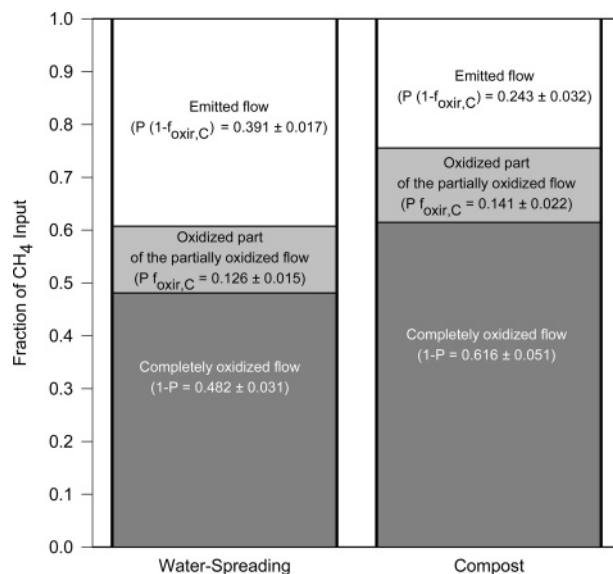 1.0
0.9
0.8
0.7
0.6
0.5
0.4
0.3
0.2
0.1
0.0
Fraction of CH4 Input
Emitted flow
(P (1-foxir,C) = 0.391 ± 0.017)
Oxidized part
of the partially oxidized flow
(P foxir,C = 0.126 ± 0.015)
Completely oxidized flow
(1-P = 0.482 ± 0.031)
Emitted flow
(P (1-foxir,C) = 0.243 ± 0.032)
Oxidized part
of the partially oxidized flow
(P foxir,C = 0.141 ± 0.022)
Completely oxidized flow
(1-P = 0.616 ± 0.051)
Water-Spreading
Compost